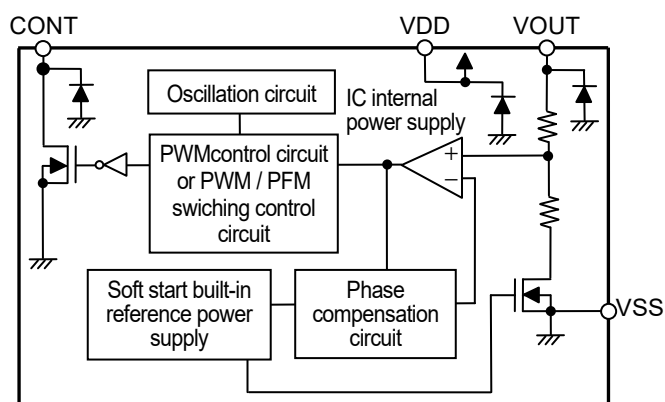 CONT
VDD
VOUT
Oscillation circuit
IC internal
power supply
PWMcontrol circuit
or PWM / PFM
swiching control
circuit
+
−
Soft start built-in
reference power
supply
Phase
compensation
circuit
VSS